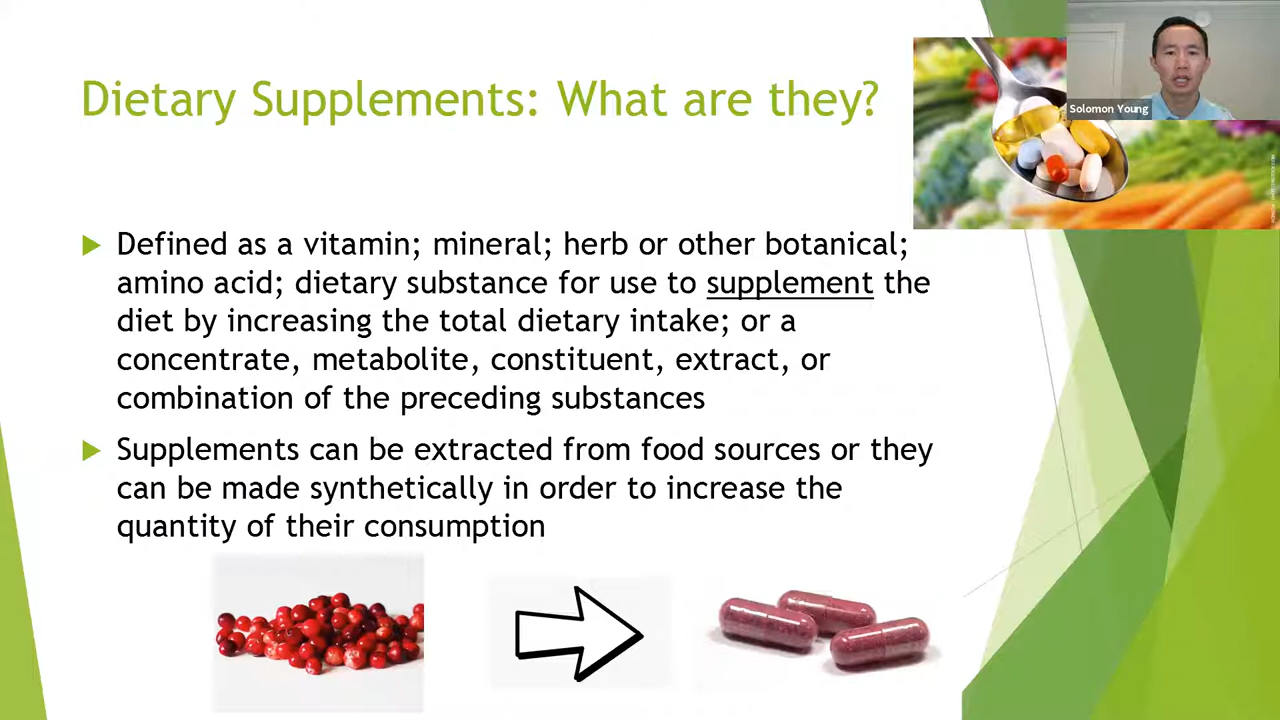 Dietary Supplements: What are they?
Solomon Young
Defined as a vitamin; mineral; herb or other botanical;
amino acid; dietary substance for use to supplement the
diet by increasing the total dietary intake; or a
concentrate, metabolite, constituent, extract, or
combination of the preceding substances
Supplements can be extracted from food sources or they
can be made synthetically in order to increase the
quantity of their consumption